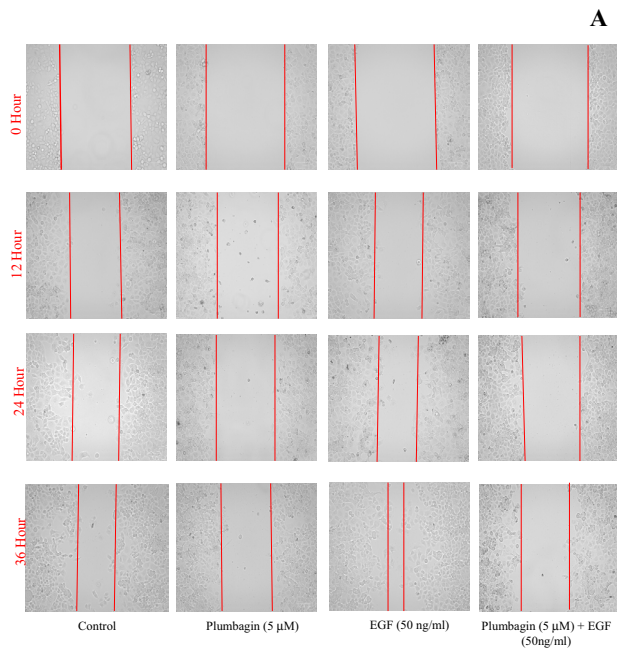 A
0 Hour
12 Hour
24 Hour
36 Hour
Control
Plumbagin (5 µM)
EGF (50 ng/ml)
Plumbagin (5 µM) + EGF
(50ng/ml)